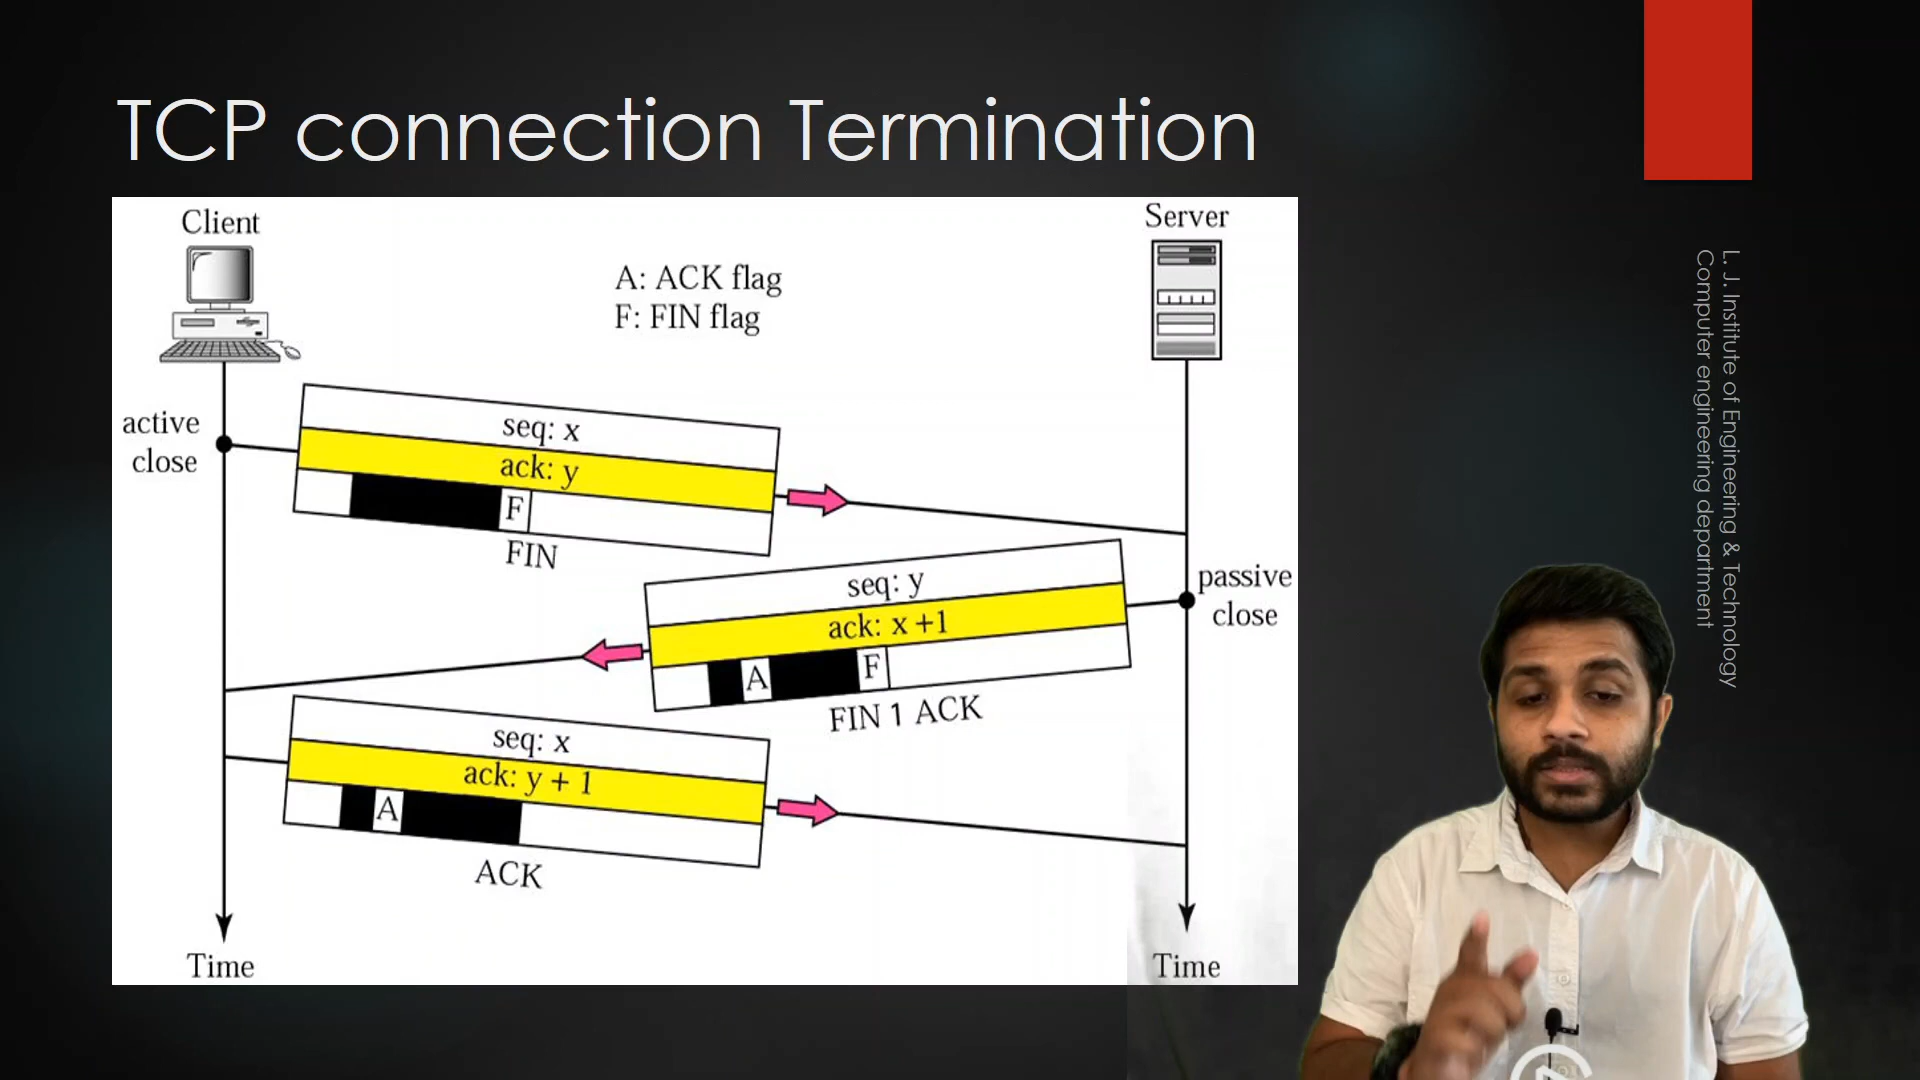 TCP connection Termination
Client
Server
A: ACK flag
F: FIN flag
active
close
seq: x
ack: y
F
FIN
passive
close
seq: y
ack: x +1
A
F
FIN 1 ACK
seq: x
ack: y + 1
A
ACK
Time
Time
L. J. Institute of Engineering & Technology
Computer engineering department